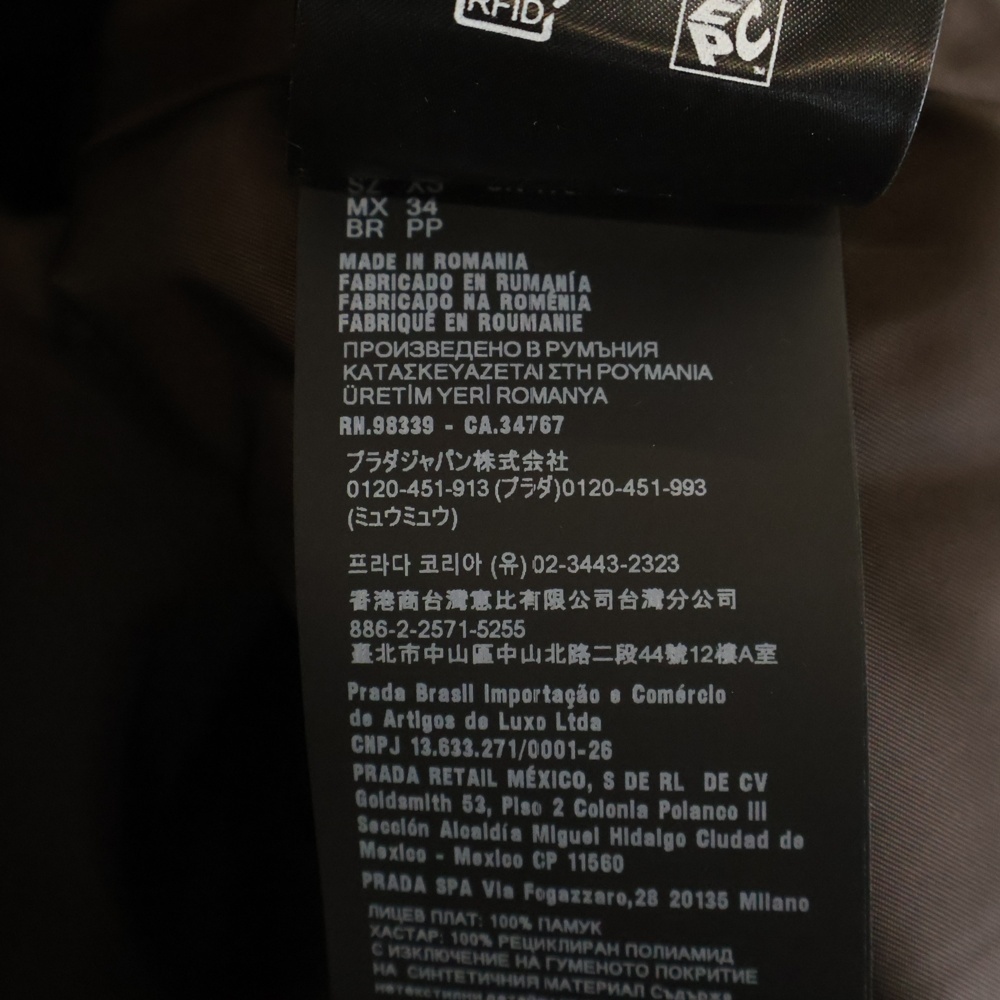 RFID
EPC
TM
SZ XS
MX 34
BR PP
MADE IN ROMANIA
FABRICADO EN RUMANÍA
FABRICADO NA ROMÉNIA
FABRIQUÉ EN ROUMANIE
ПРОИЗВЕДЕНО В РУМЪНИЯ
ΚΑΤΑΣΚΕΥΑΖΕΤΑΙ ΣΤΗ ΡΟΥΜΑΝΙΑ
ÜRETİM YERİ ROMANYA
RN.98339 - CA.34767
プラダジャパン株式会社
0120-451-913 (プラダ)0120-451-993
(ミュウミュウ)
프라다 코리아 (유) 02-3443-2323
香港商台灣意比有限公司台灣分公司
886-2-2571-5255
臺北市中山區中山北路二段44號12樓A室
Prada Brasil Importação e Comércio
de Artigos de Luxo Ltda
CNPJ 13.633.271/0001-26
PRADA RETAIL MÉXICO, S DE RL DE CV
Goldsmith 53, Piso 2 Colonia Polanco III
Sección Alcaldía Miguel Hidalgo Ciudad de
Mexico - Mexico CP 11560
PRADA SPA Via Fogazzaro,28 20135 Milano
ЛИЦЕВ ПЛАТ: 100% ПАМУК
ХАСТАР: 100% РЕЦИКЛИРАН ПОЛИАМИД
С ИЗКЛЮЧЕНИЕ НА ГУМЕНОТО ПОКРИТИЕ
НА СИНТЕТИЧНИЯ МАТЕРИАЛ Съдържа